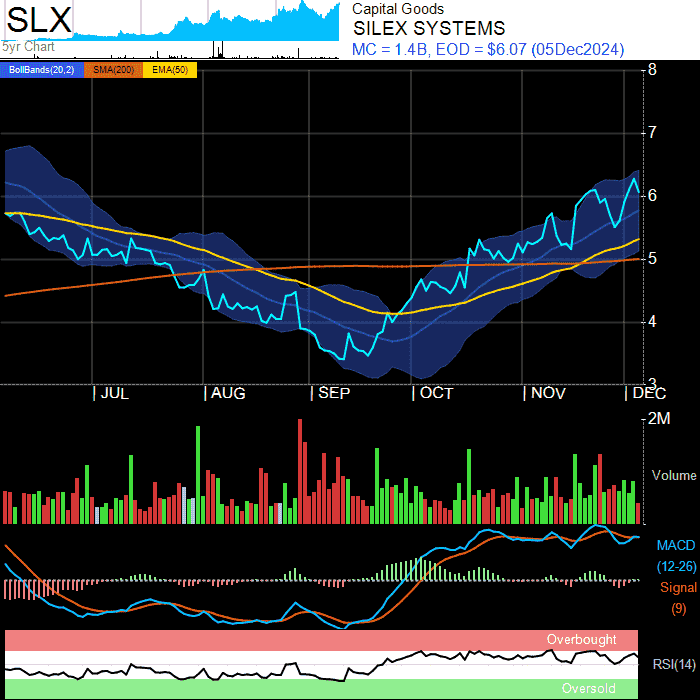 SLX
5yr Chart
Capital Goods
SILEX SYSTEMS
MC = 1.4B, EOD = $6.07 (05Dec2024)
BollBands(20,2) SMA(200) EMA(50)
8
7
6
5
4
3
| JUL | AUG | SEP | OCT | NOV | DEC
2M
Volume
MACD
(12-26)
Signal
(9)
Overbought
RSI(14)
Oversold